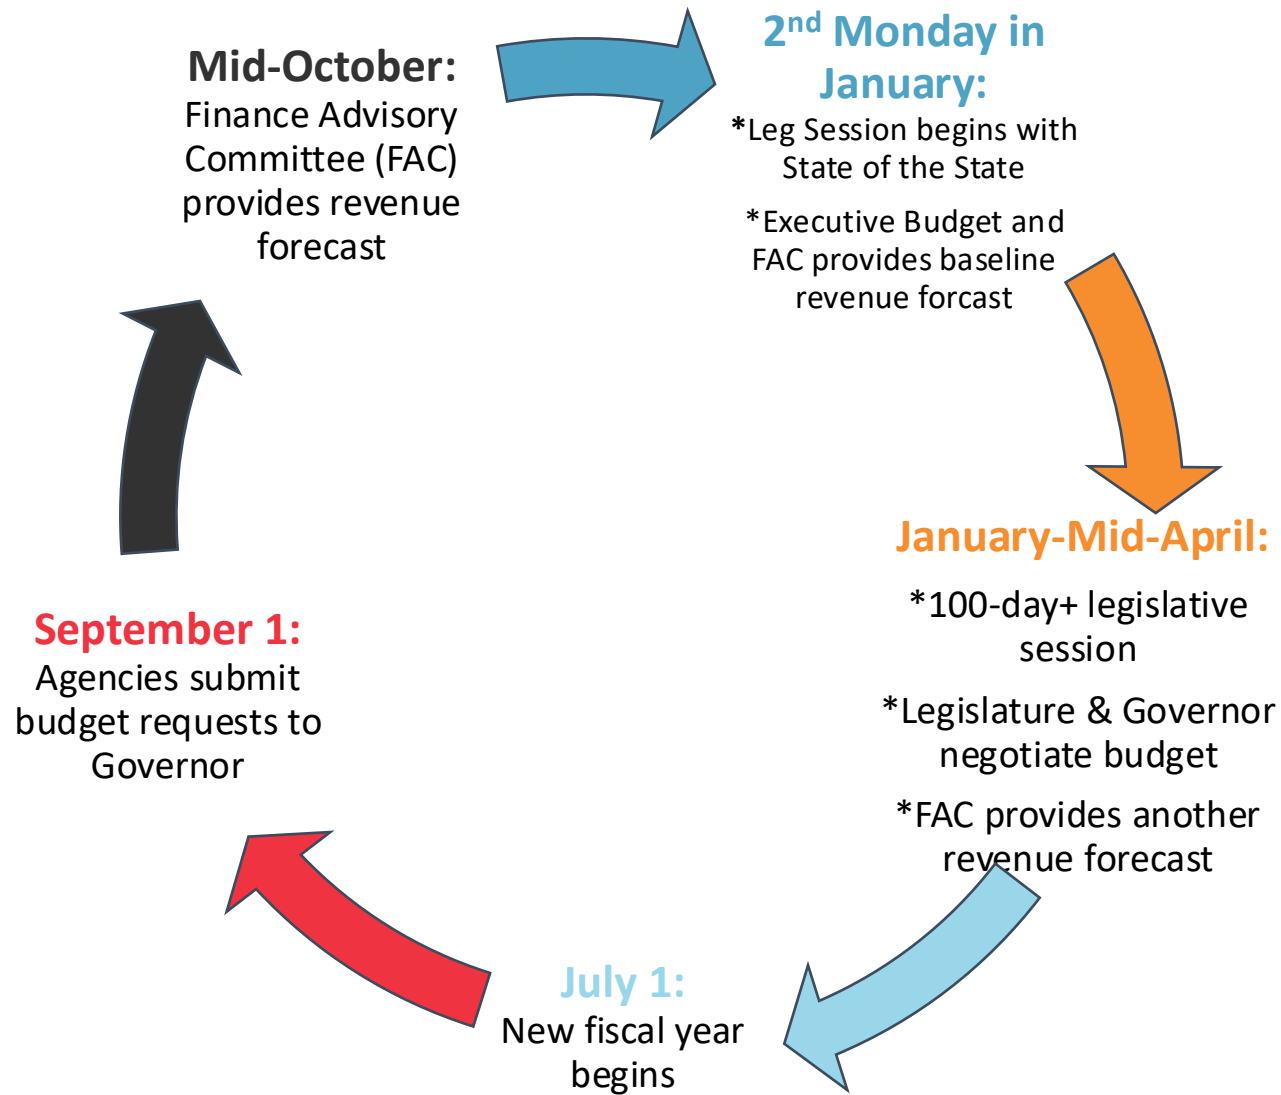 Mid-October:
Finance Advisory
Committee (FAC)
provides revenue
forecast
2nd Monday in
January:
*Leg Session begins with
State of the State
*Executive Budget and
FAC provides baseline
revenue forcast
January-Mid-April:
*100-day+ legislative
session
*Legislature & Governor
negotiate budget
*FAC provides another
revenue forecast
July 1:
New fiscal year
begins
September 1:
Agencies submit
budget requests to
Governor